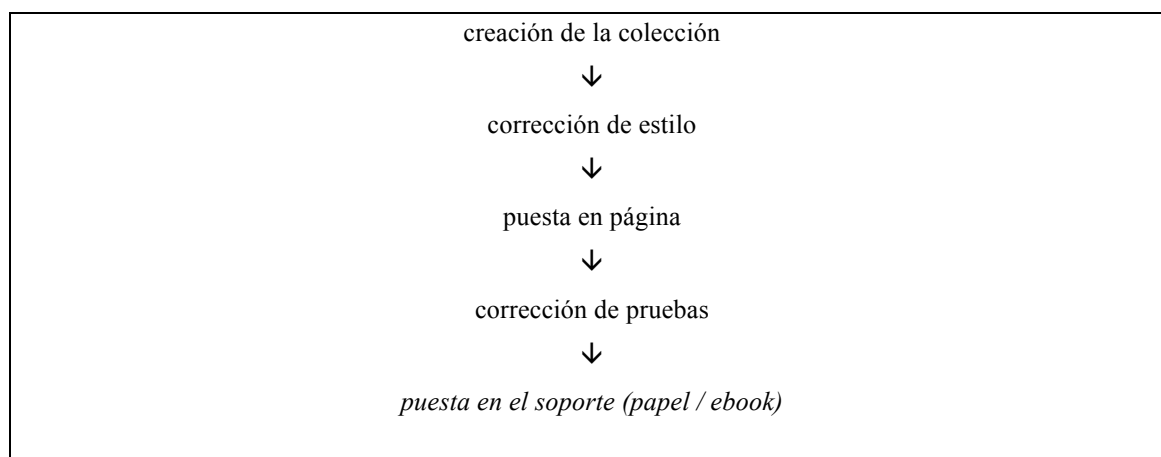 creación de la colección
↓
corrección de estilo
↓
puesta en página
↓
corrección de pruebas
↓
puesta en el soporte (papel / ebook)